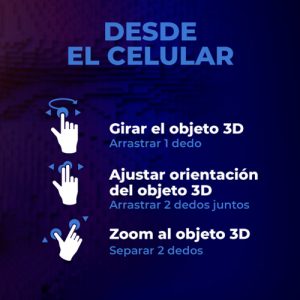 DESDE
EL CELULAR
Girar el objeto 3D
Arrastrar 1 dedo
Ajustar orientación
del objeto 3D
Arrastrar 2 dedos juntos
Zoom al objeto 3D
Separar 2 dedos